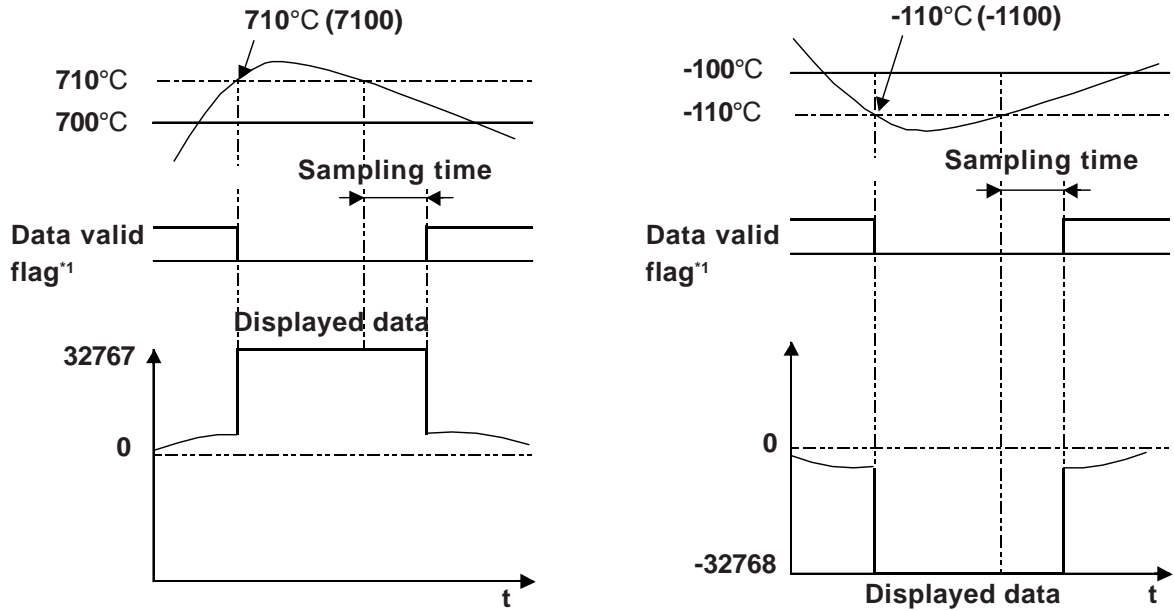 710°C (7100)
710°C
700°C
Sampling time
Data valid
flag*1
Displayed data
32767
0
t
-110°C (-1100)
-100°C
-110°C
Sampling time
Data valid
flag*1
0
-32768
Displayed data
t